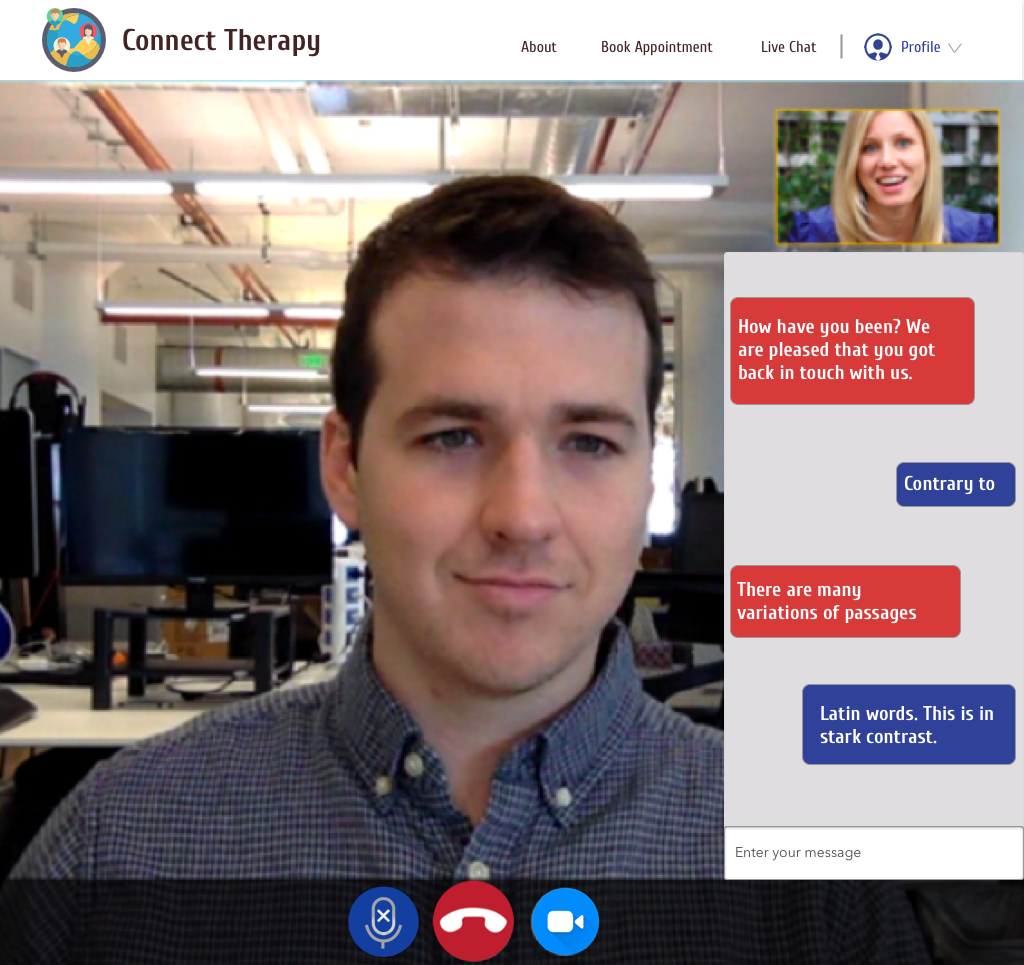 Connect Therapy
About
Book Appointment
Live Chat
Profile
How have you been? We
are pleased that you got
back in touch with us.
Contrary to
There are many
variations of passages
Latin words. This is in
stark contrast.
Enter your message